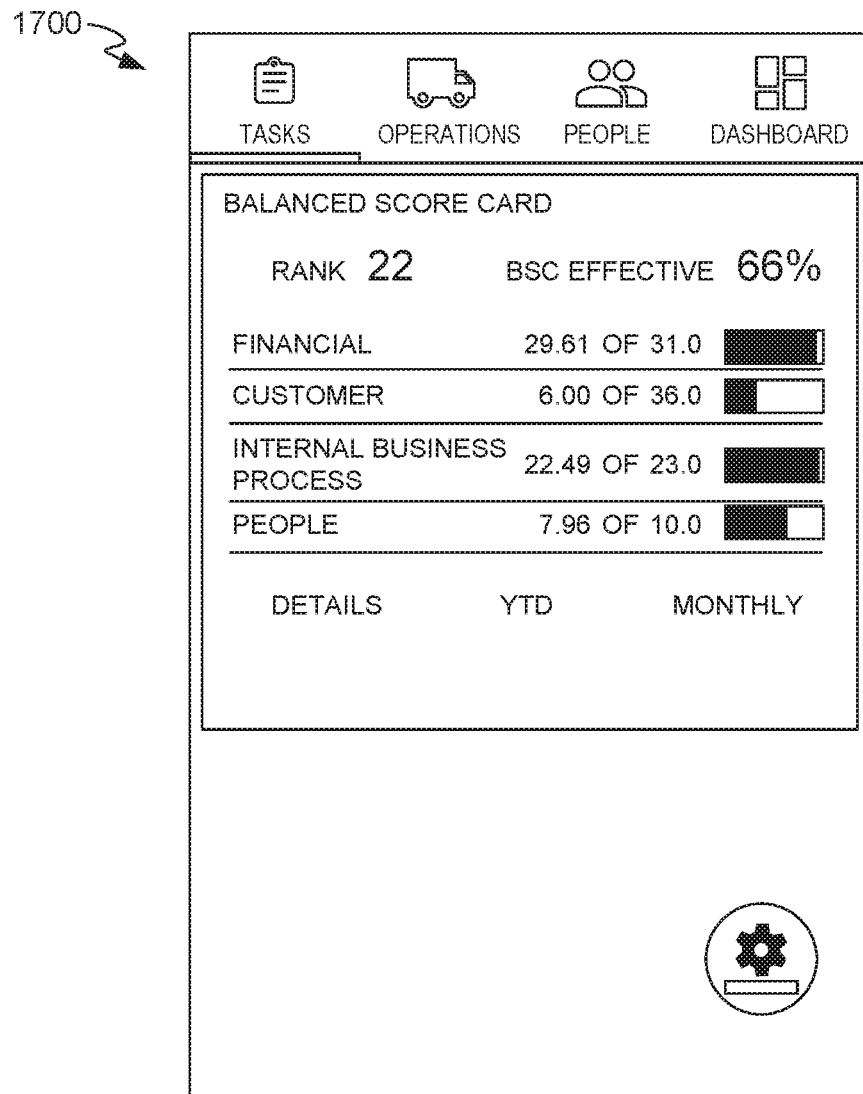 1700
TASKS OPERATIONS PEOPLE DASHBOARD
BALANCED SCORE CARD
RANK 22 BSC EFFECTIVE 66%
FINANCIAL 29.61 OF 31.0
CUSTOMER 6.00 OF 36.0
INTERNAL BUSINESS
PROCESS 22.49 OF 23.0
PEOPLE 7.96 OF 10.0
DETAILS YTD MONTHLY